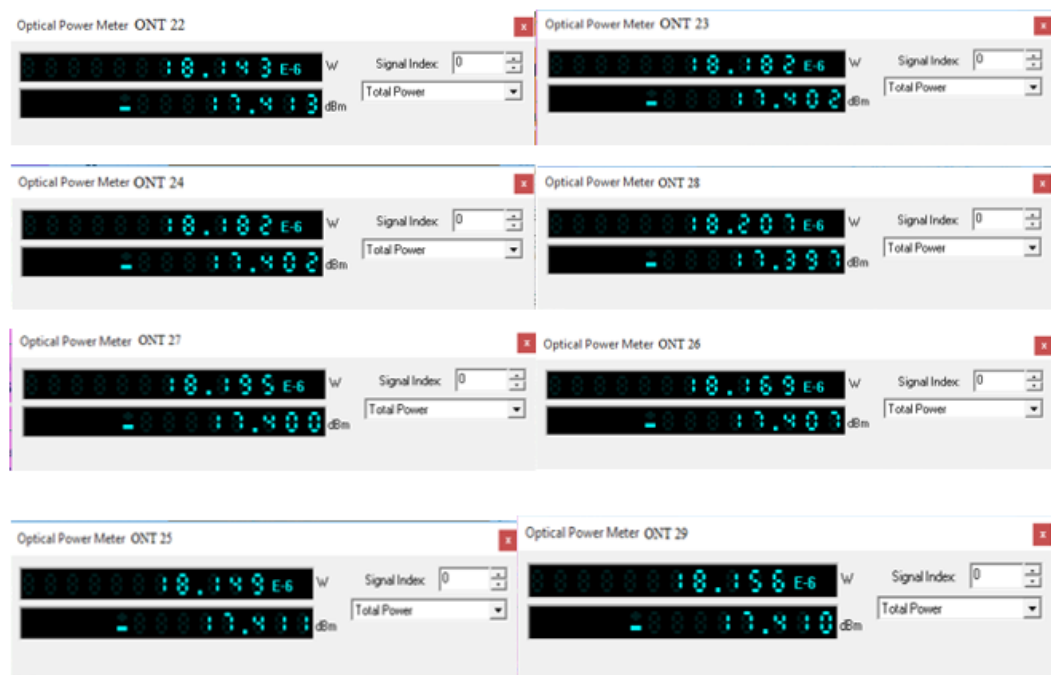 Optical Power Meter ONT 22 x
18.143 E-6 W Signal Index: 0
-17.413 dBm Total Power
Optical Power Meter ONT 23 x
18.182 E-6 W Signal Index: 0
-17.402 dBm Total Power
Optical Power Meter ONT 24 x
18.182 E-6 W Signal Index: 0
-17.402 dBm Total Power
Optical Power Meter ONT 28 x
18.207 E-6 W Signal Index: 0
-17.397 dBm Total Power
Optical Power Meter ONT 27 x
18.195 E-6 W Signal Index: 0
-17.400 dBm Total Power
Optical Power Meter ONT 26 x
18.169 E-6 W Signal Index: 0
-17.407 dBm Total Power
Optical Power Meter ONT 25 x
18.149 E-6 W Signal Index: 0
-17.411 dBm Total Power
Optical Power Meter ONT 29 x
18.156 E-6 W Signal Index: 0
-17.410 dBm Total Power